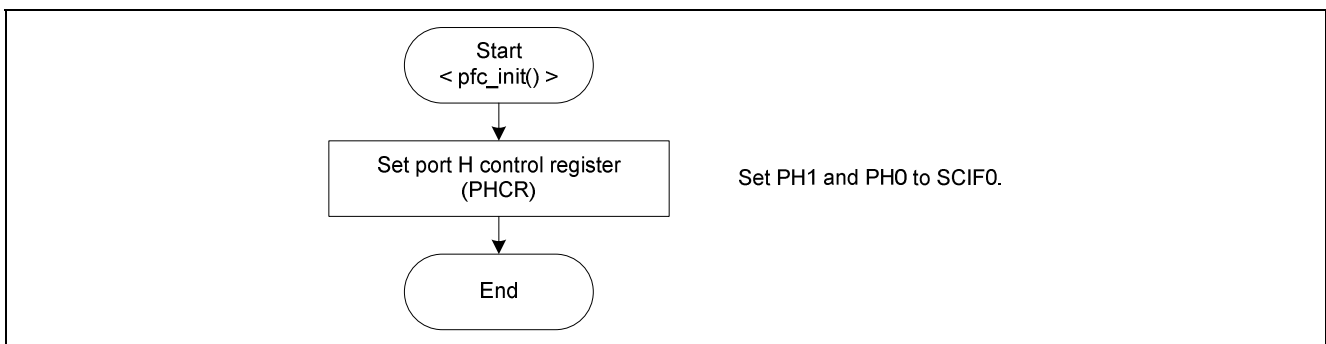 Start
< pfc_init() >
Set port H control register
(PHCR)
Set PH1 and PH0 to SCIF0.
End